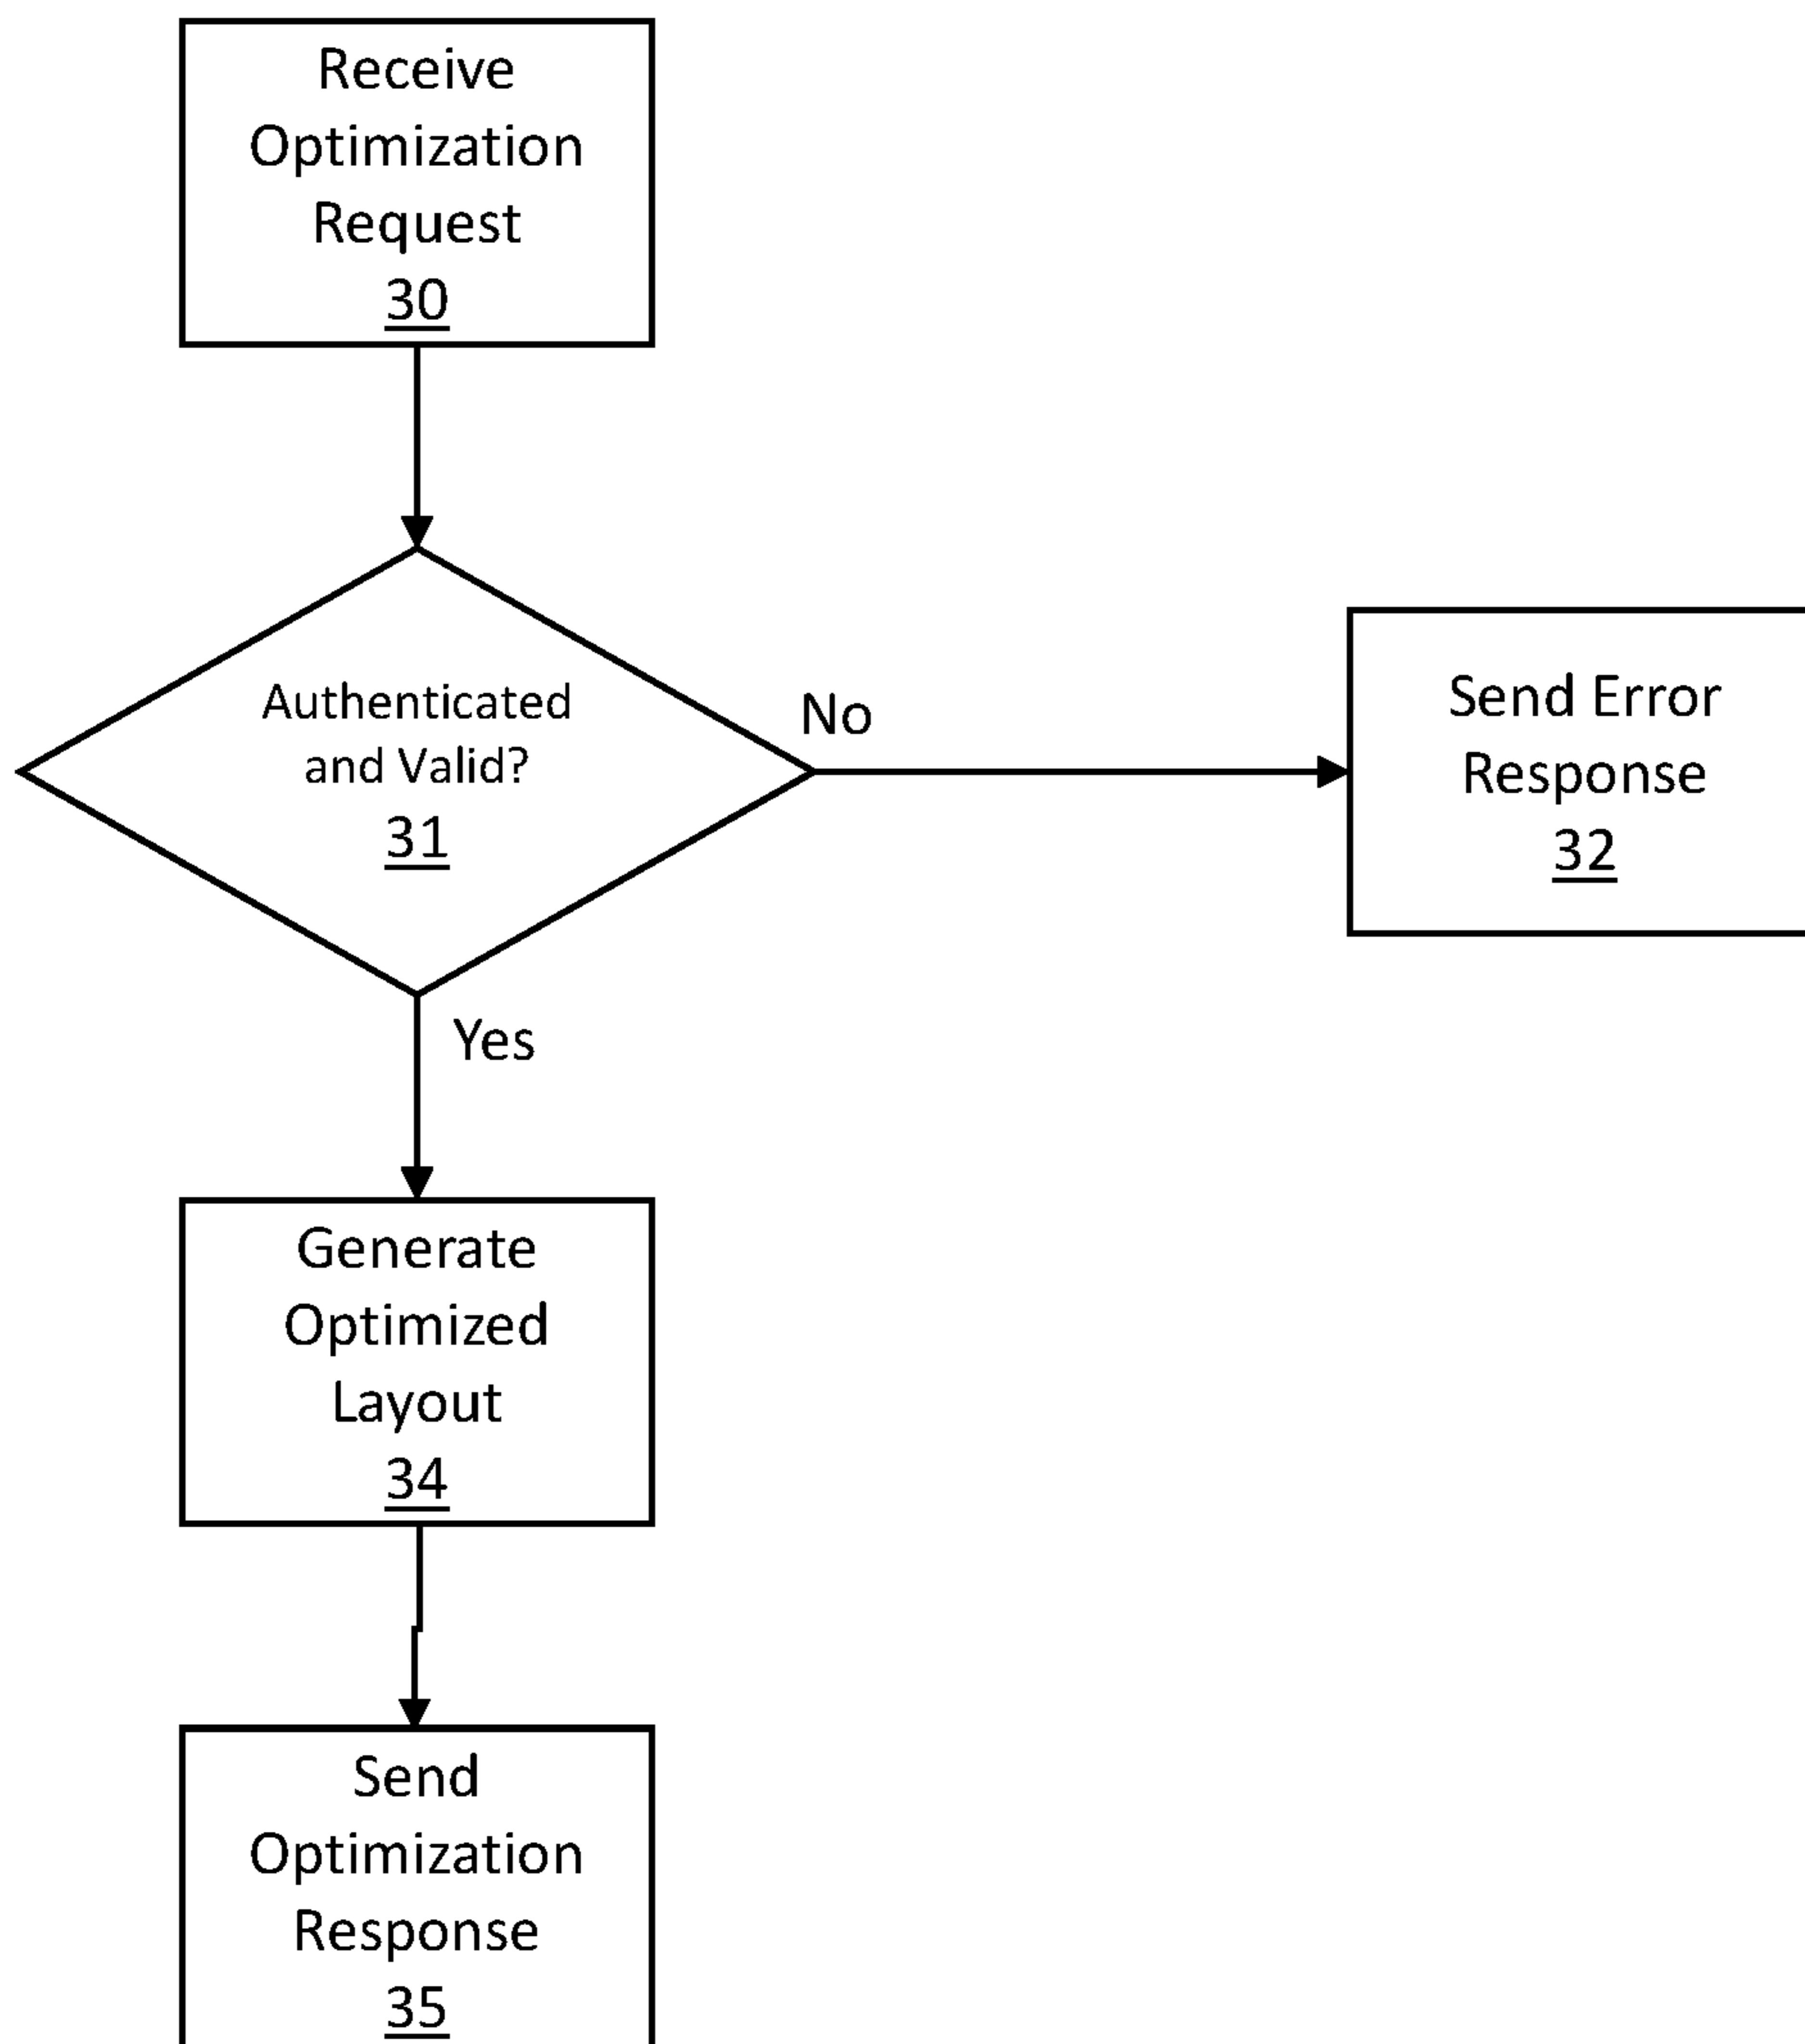 Receive
Optimization
Request
30
Authenticated
and Valid?
31
No
Send Error
Response
32
Yes
Generate
Optimized
Layout
34
Send
Optimization
Response
35